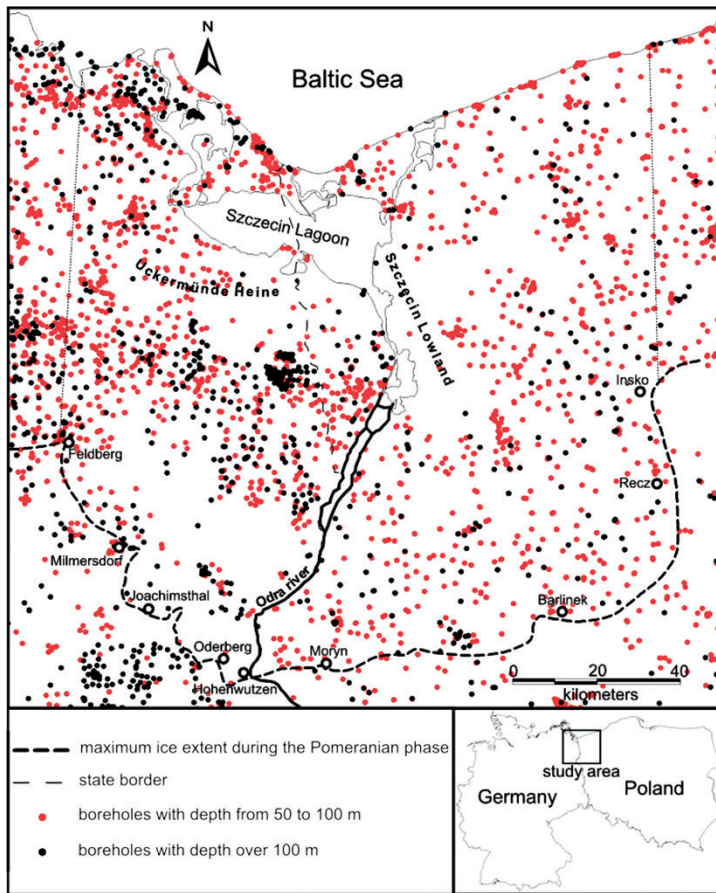 N
Baltic Sea
Szczecin Lagoon
Uckermünde Heine
Szczecin Lowland
Insko
Feldberg
Recz
Milmersdorf
Joachimsthal
Odra river
Barlinek
Oderberg
Moryn
Hohenwutzen
0 20 40
kilometers
maximum ice extent during the Pomeranian phase
state border
boreholes with depth from 50 to 100 m
boreholes with depth over 100 m
study area
Germany
Poland